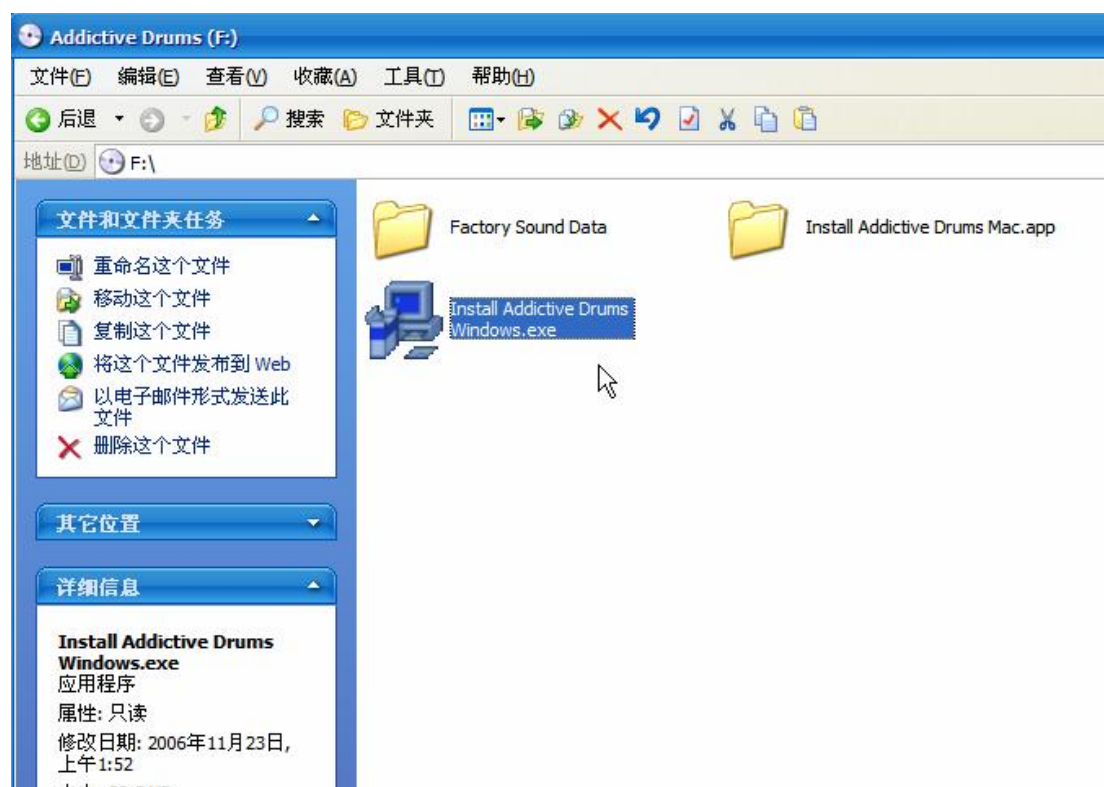 Addictive Drums (F:)
文件(F) 编辑(E) 查看(V) 收藏(A) 工具(T) 帮助(H)
后退 搜索 文件夹
地址(D) F:\
文件和文件夹任务
重命名这个文件
移动这个文件
复制这个文件
将这个文件发布到 Web
以电子邮件形式发送此
文件
删除这个文件
其它位置
详细信息
Install Addictive Drums
Windows.exe
应用程序
属性: 只读
修改日期: 2006年11月23日,
上午1:52
Factory Sound Data
Install Addictive Drums Mac.app
Install Addictive Drums
Windows.exe